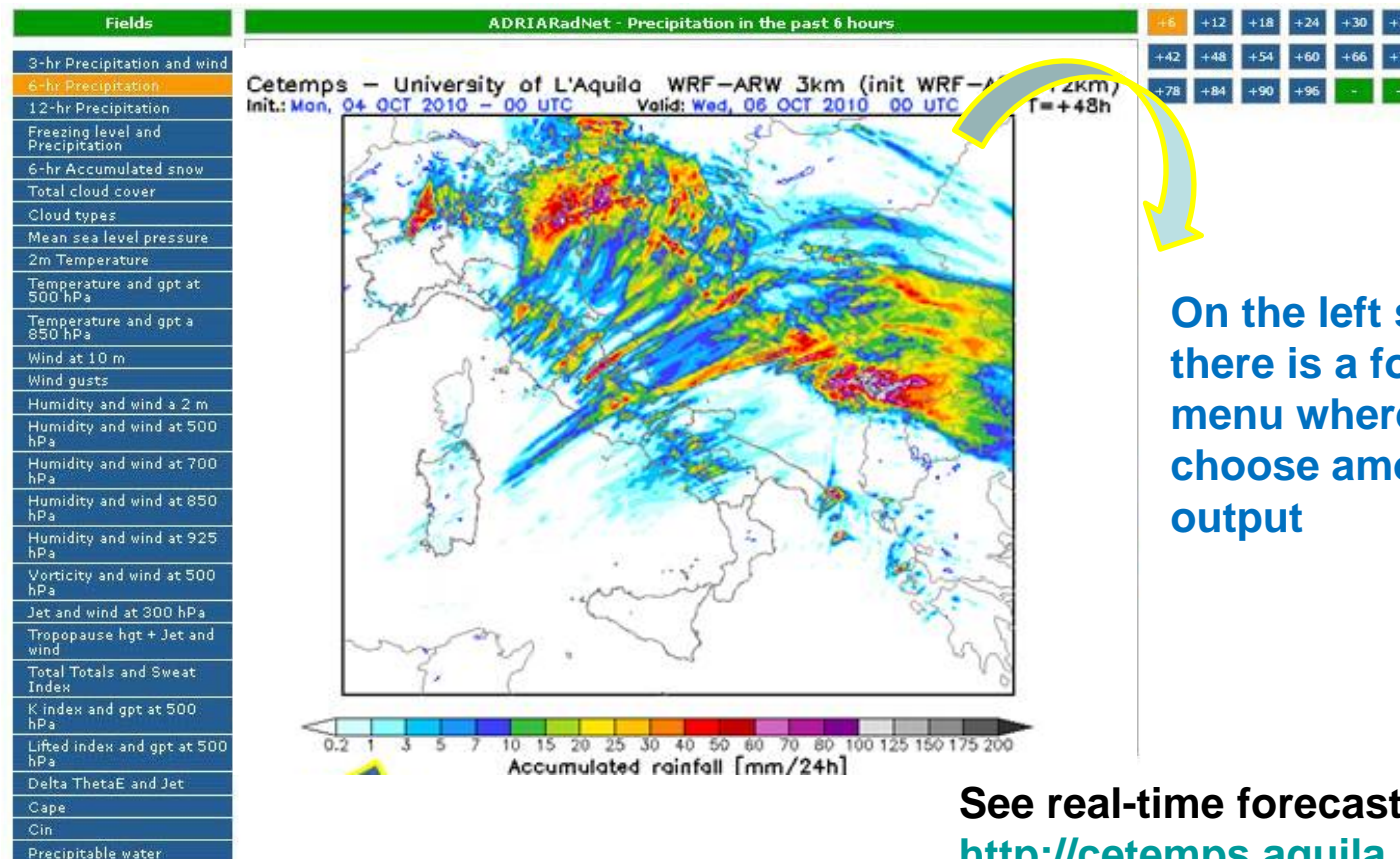 Fields
3-hr Precipitation and wind
6-hr Precipitation
12-hr Precipitation
Freezing level and
Precipitation
6-hr Accumulated snow
Total cloud cover
Cloud types
Mean sea level pressure
2m Temperature
Temperature and gpt at
500 hPa
Temperature and gpt a
850 hPa
Wind at 10 m
Wind gusts
Humidity and wind a 2 m
Humidity and wind at 500
hPa
Humidity and wind at 700
hPa
Humidity and wind at 850
hPa
Humidity and wind at 925
hPa
Vorticity and wind at 500
hPa
Jet and wind at 300 hPa
Tropopause hgt + Jet and
wind
Total Totals and Sweat
Index
K index and gpt at 500
hPa
Lifted index and gpt at 500
hPa
Delta ThetaE and Jet
Cape
Cin
Precipitable water
ADRIARadNet - Precipitation in the past 6 hours
Cetemps – University of L'Aquila WRF–ARW 3km (init WRF–A 2km)
Init.: Mon, 04 OCT 2010 – 00 UTC Valid: Wed, 06 OCT 2010 00 UTC T=+48h
0.2 1 3 5 7 10 15 20 25 30 40 50 60 70 80 100 125 150 175 200
Accumulated rainfall [mm/24h]
+6 +12 +18 +24 +30
+42 +48 +54 +60 +66
+78 +84 +90 +96 - -
On the left
there is a
menu where
choose
output
See real-time forecast
http://cetemps.aquila